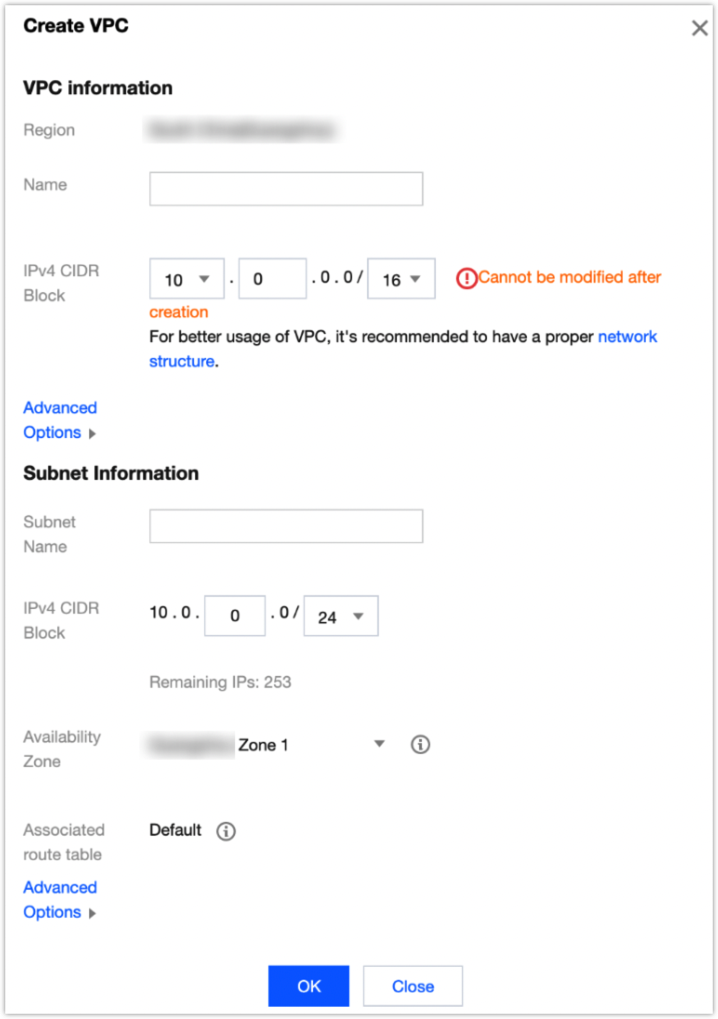 Create VPC
VPC information
Region
Name
IPv4 CIDR
Block
10 . 0 . 0 . 0 / 16 Cannot be modified after
creation
For better usage of VPC, it's recommended to have a proper network
structure.
Advanced
Options
Subnet Information
Subnet
Name
IPv4 CIDR
Block
10 . 0 . 0 . 0 / 24
Remaining IPs: 253
Availability
Zone
Zone 1
Associated
route table
Default
Advanced
Options
OK
Close